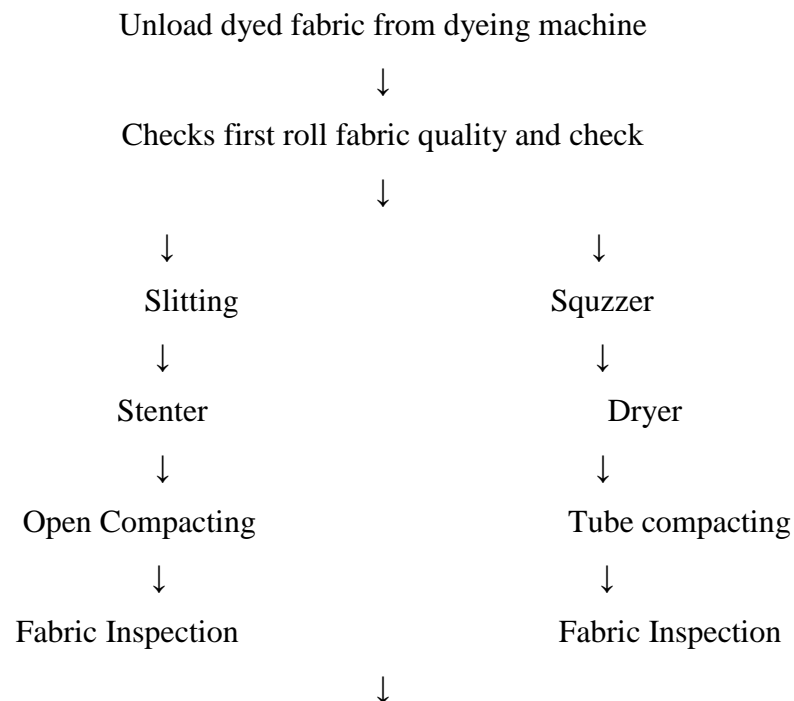 Unload dyed fabric from dyeing machine
↓
Checks first roll fabric quality and check
↓
↓ ↓
Slitting Squzzer
↓ ↓
Stenter Dryer
↓ ↓
Open Compacting Tube compacting
↓ ↓
Fabric Inspection Fabric Inspection
↓